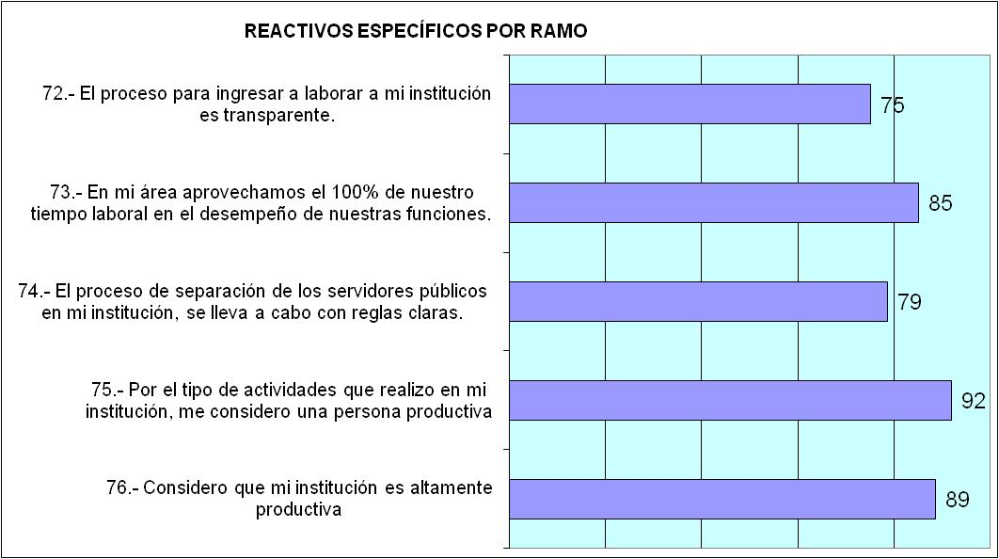 REACTIVOS ESPECÍFICOS POR RAMO
72.- El proceso para ingresar a laborar a mi institución
es transparente.
75
73.- En mi área aprovechamos el 100% de nuestro
tiempo laboral en el desempeño de nuestras funciones.
85
74.- El proceso de separación de los servidores públicos
en mi institución, se lleva a cabo con reglas claras.
79
75.- Por el tipo de actividades que realizo en mi
institución, me considero una persona productiva
92
76.- Considero que mi institución es altamente
productiva
89